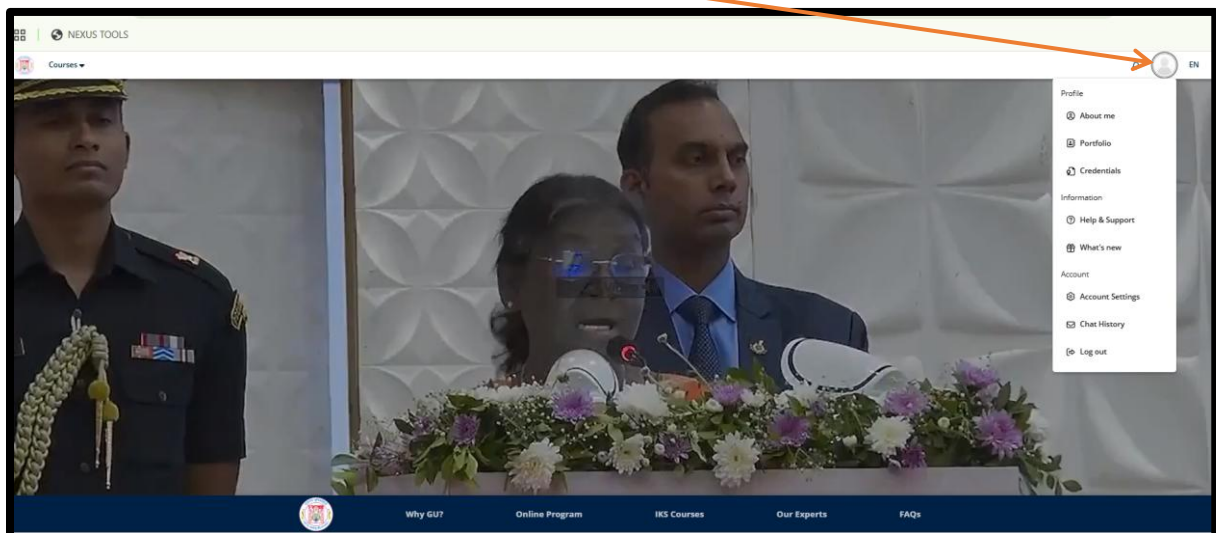 NEXUS TOOLS
Courses
EN
Profile
About me
Portfolio
Credentials
Information
Help & Support
What's new
Account
Account Settings
Chat History
Log out
Why GU?
Online Program
IKS Courses
Our Experts
FAQs